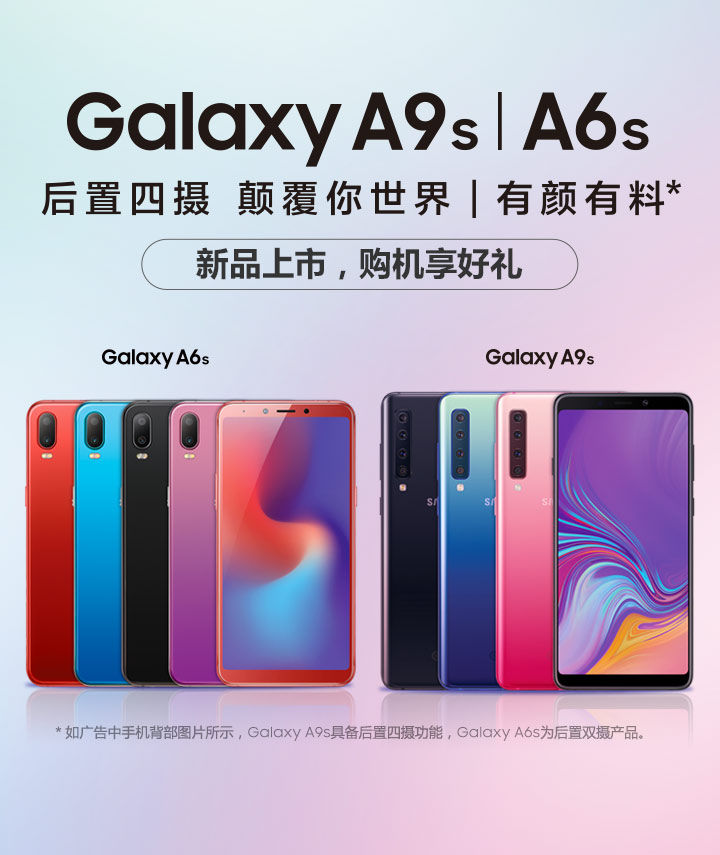 Galaxy A9s | A6s
后置四摄 颠覆你世界 | 有颜有料*
新品上市，购机享好礼
Galaxy A6s
Galaxy A9s
* 如广告中手机背部图片所示，Galaxy A9s具备后置四摄功能，Galaxy A6s为后置双摄产品。